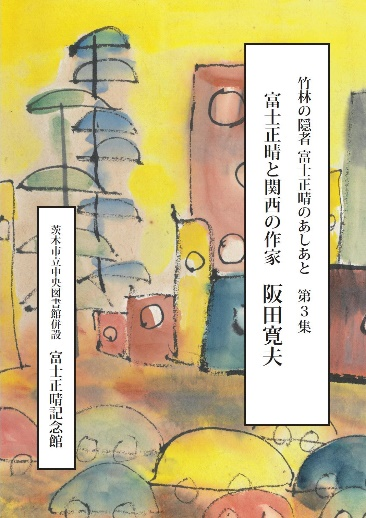 竹林の隠者 富士正晴のあしあと 第3集
富士正晴と関西の作家 阪田寛夫
茨木市立中央図書館併設 富士正晴記念館